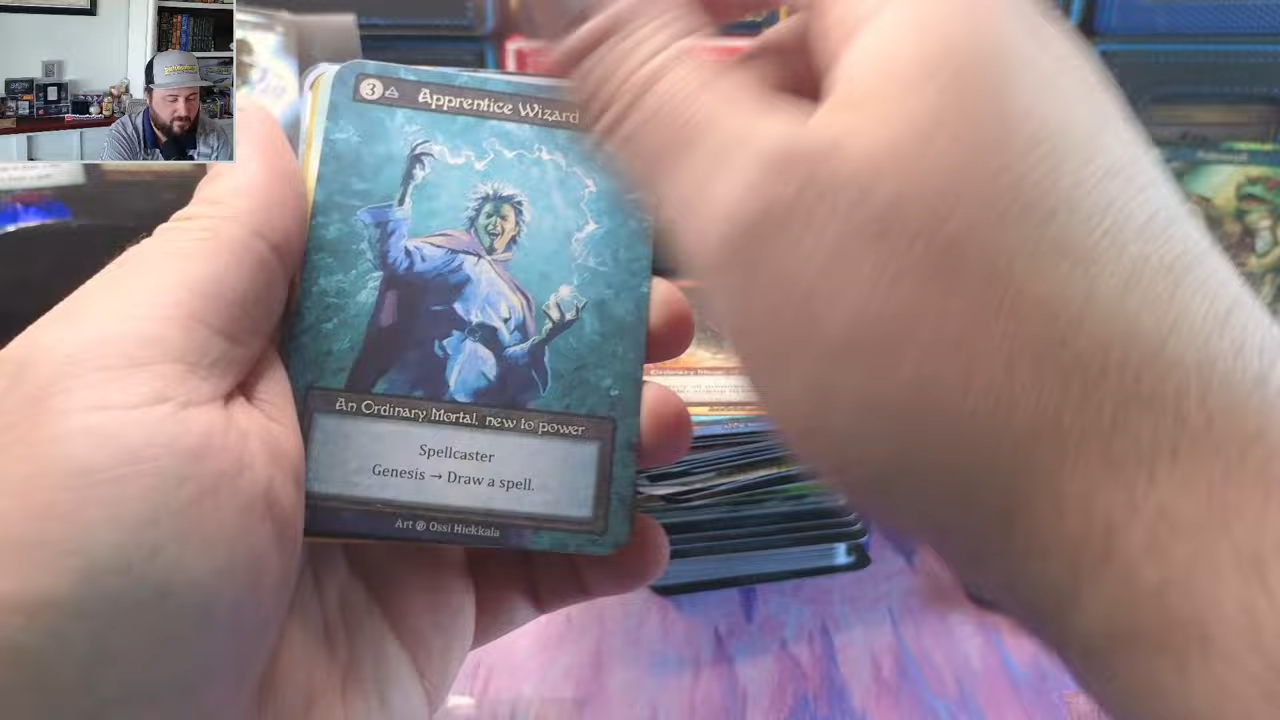 3 Apprentice Wizard
An Ordinary Mortal, new to power
Spellcaster
Genesis → Draw a spell.
Art @ Ossi Hiekkala